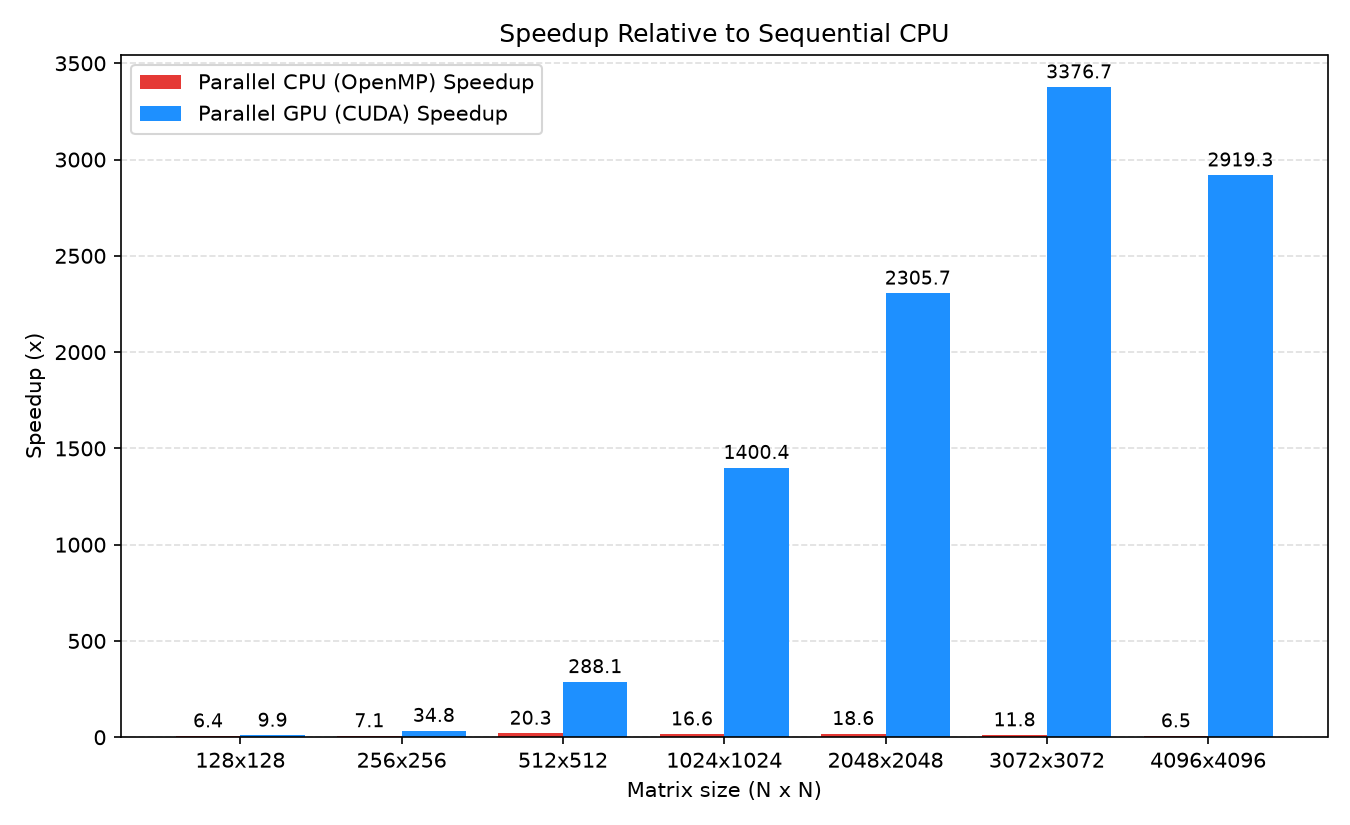 Speedup Relative to Sequential CPU
Parallel CPU (OpenMP) Speedup
Parallel GPU (CUDA) Speedup
Speedup (x)
3500
3000
2500
2000
1500
1000
500
0
6.4 9.9 7.1 34.8 20.3 288.1 16.6 1400.4 18.6 2305.7 11.8 3376.7 6.5 2919.3
128x128 256x256 512x512 1024x1024 2048x2048 3072x3072 4096x4096
Matrix size (N x N)